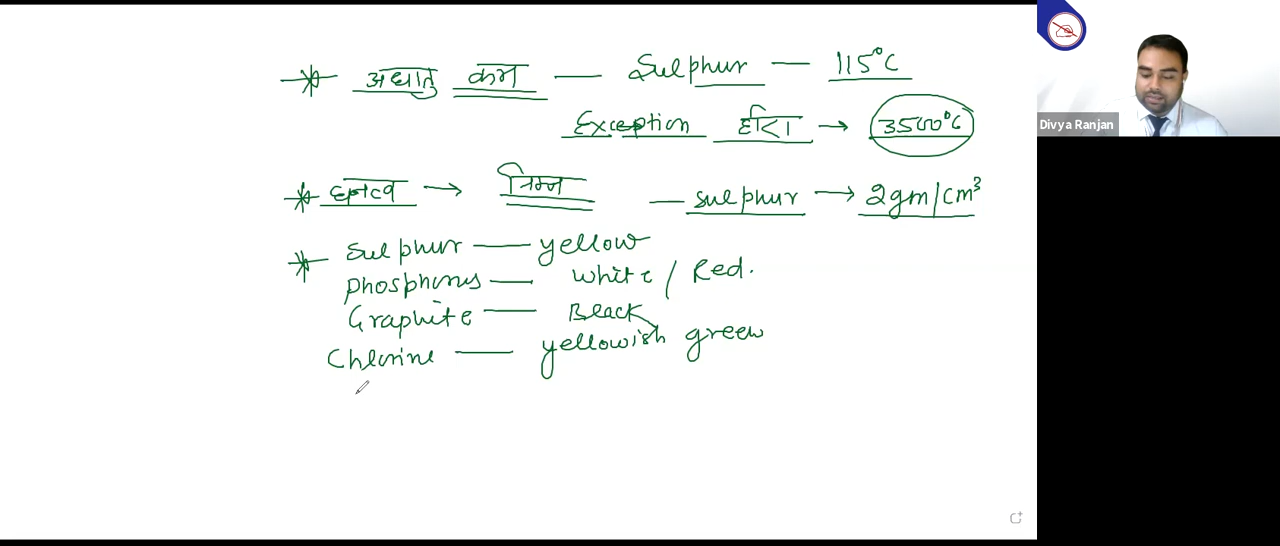 अधातु कम — Sulphur — 115°C
Exception हीरा → 3500°C
घनत्व → निम्न — sulphur → 2gm/cm³
Sulphur — yellow
Phosphorus — white / Red.
Graphite — Black
Chlorine — yellowish green
Divya Ranjan